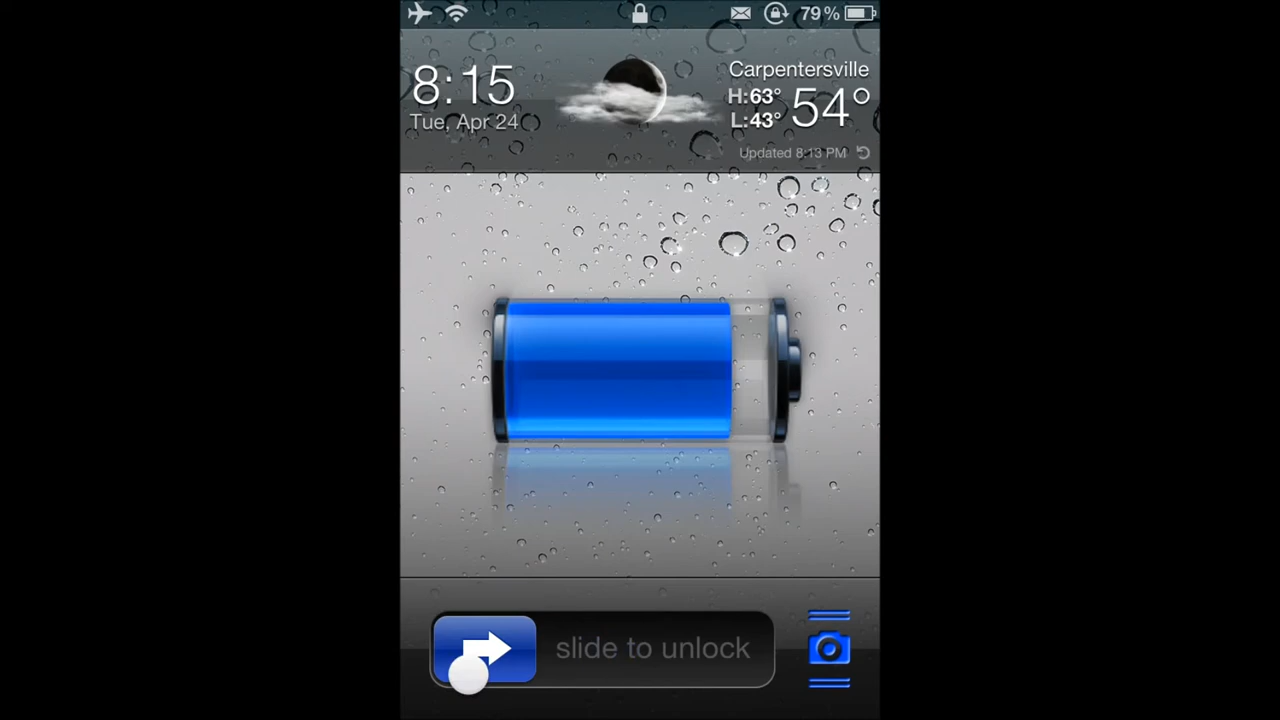 79%
8:15
Tue, Apr 24
Carpentersville
H:63°
L:43°
54°
Updated 8:13 PM
slide to unlock